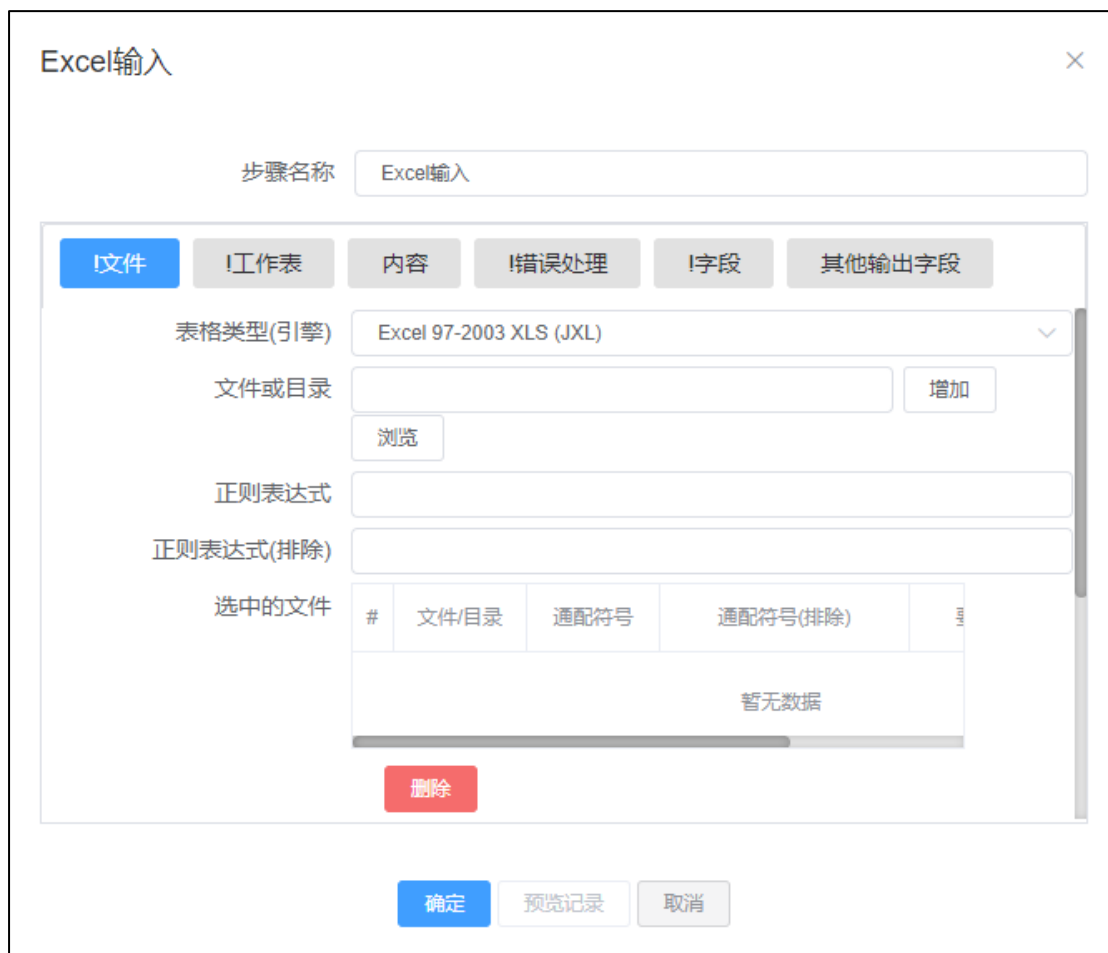 Excel输入
步骤名称 Excel输入
!文件 !工作表 内容 !错误处理 !字段 其他输出字段
表格类型(引擎) Excel 97-2003 XLS (JXL)
文件或目录 增加
浏览
正则表达式
正则表达式(排除)
选中的文件 # 文件/目录 通配符号 通配符号(排除)
暂无数据
删除
确定 预览记录 取消